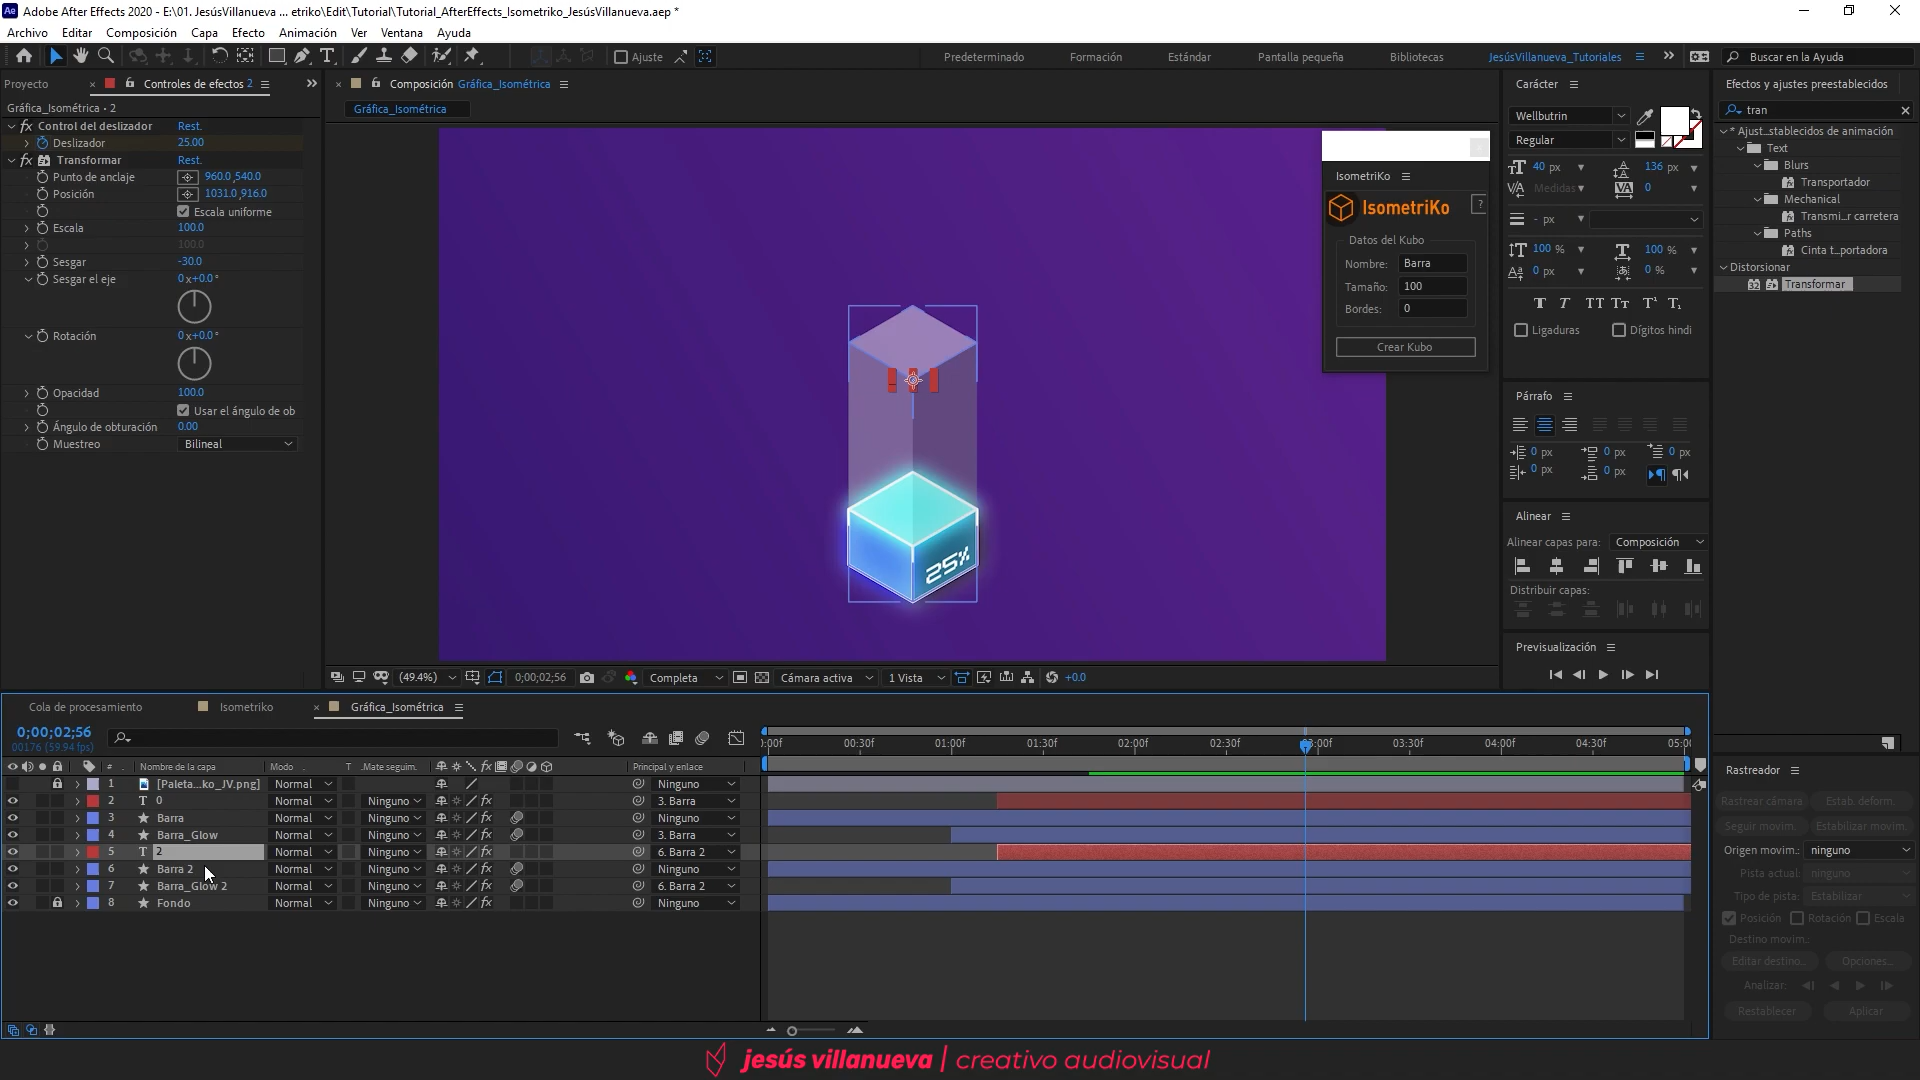 Adobe After Effects 2020 - E:\01. JesúsVillanueva ... etriko\Edit\Tutorial\Tutorial_AfterEffects_Isometriko_JesúsVillanueva.aep *
Archivo Editar Composición Capa Efecto Animación Ver Ventana Ayuda
Ajuste Predeterminado Formación Estándar Pantalla pequeña Bibliotecas JesúsVillanueva_Tutoriales Buscar en la Ayuda
Proyecto Controles de efectos 2
Gráfica_Isométrica • 2
Control del deslizador Rest.
Deslizador 25.00
Transformar Rest.
Punto de anclaje 960.0,540.0
Posición 1031.0,916.0
Escala uniforme
Escala 100.0
100.0
Sesgar -30.0
Sesgar el eje 0 x+0.0°
Rotación 0 x+0.0°
Opacidad 100.0
Usar el ángulo de ob
Ángulo de obturación 0.00
Muestreo Bilineal
Composición Gráfica_Isométrica
Gráfica_Isométrica
25%
IsometriKo
IsometriKo ?
Datos del Kubo
Nombre: Barra
Tamaño: 100
Bordes: 0
Crear Kubo
(49.4%) 0;00;02;56 Completa Cámara activa 1 Vista +0.0
Carácter
Wellbutrin
Regular
40 px 136 px
Medidas 0
- px
100 % 100 %
0 px 0 %
Ligaduras Dígitos hindi
Párrafo
0 px 0 px 0 px
0 px 0 px
Alinear
Alinear capas para: Composición
Distribuir capas:
Previsualización
Efectos y ajustes preestablecidos
tran
* Ajust...stablecidos de animación
Text
Blurs
Transportador
Mechanical
Transmi...r carretera
Paths
Cinta t...portadora
Distorsionar
32 Transformar
Cola de procesamiento Isometriko Gráfica_Isométrica
0;00;02;56
00176 (59.94 fps)
:00f 00:30f 01:00f 01:30f 02:00f 02:30f 03:00f 03:30f 04:00f 04:30f 05:00f
# Nombre de la capa Modo T .Mate seguim. Principal y enlace
1 [Paleta...ko_JV.png] Normal Ninguno
2 T 0 Normal Ninguno 3. Barra
3 Barra Normal Ninguno Ninguno
4 Barra_Glow Normal Ninguno 3. Barra
5 T 2 Normal Ninguno 6. Barra 2
6 Barra 2 Normal Ninguno Ninguno
7 Barra_Glow 2 Normal Ninguno 6. Barra 2
8 Fondo Normal Ninguno Ninguno
Rastreador
Rastrear cámara Estab. deform.
Seguir movim. Estabilizar movim.
Origen movim.: ninguno
Pista actual: ninguno
Tipo de pista: Estabilizar
Posición Rotación Escala
Destino movim.:
Editar destino... Opciones...
Analizar:
Restablecer Aplicar
jesús villanueva | creativo audiovisual